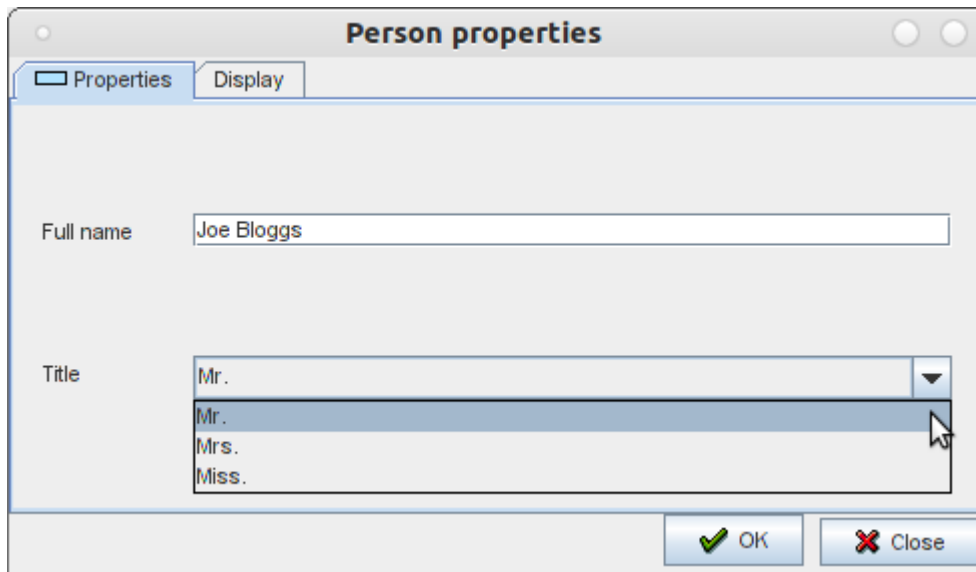 Person properties
Properties Display
Full name Joe Bloggs
Title Mr.
Mr.
Mrs.
Miss.
OK Close